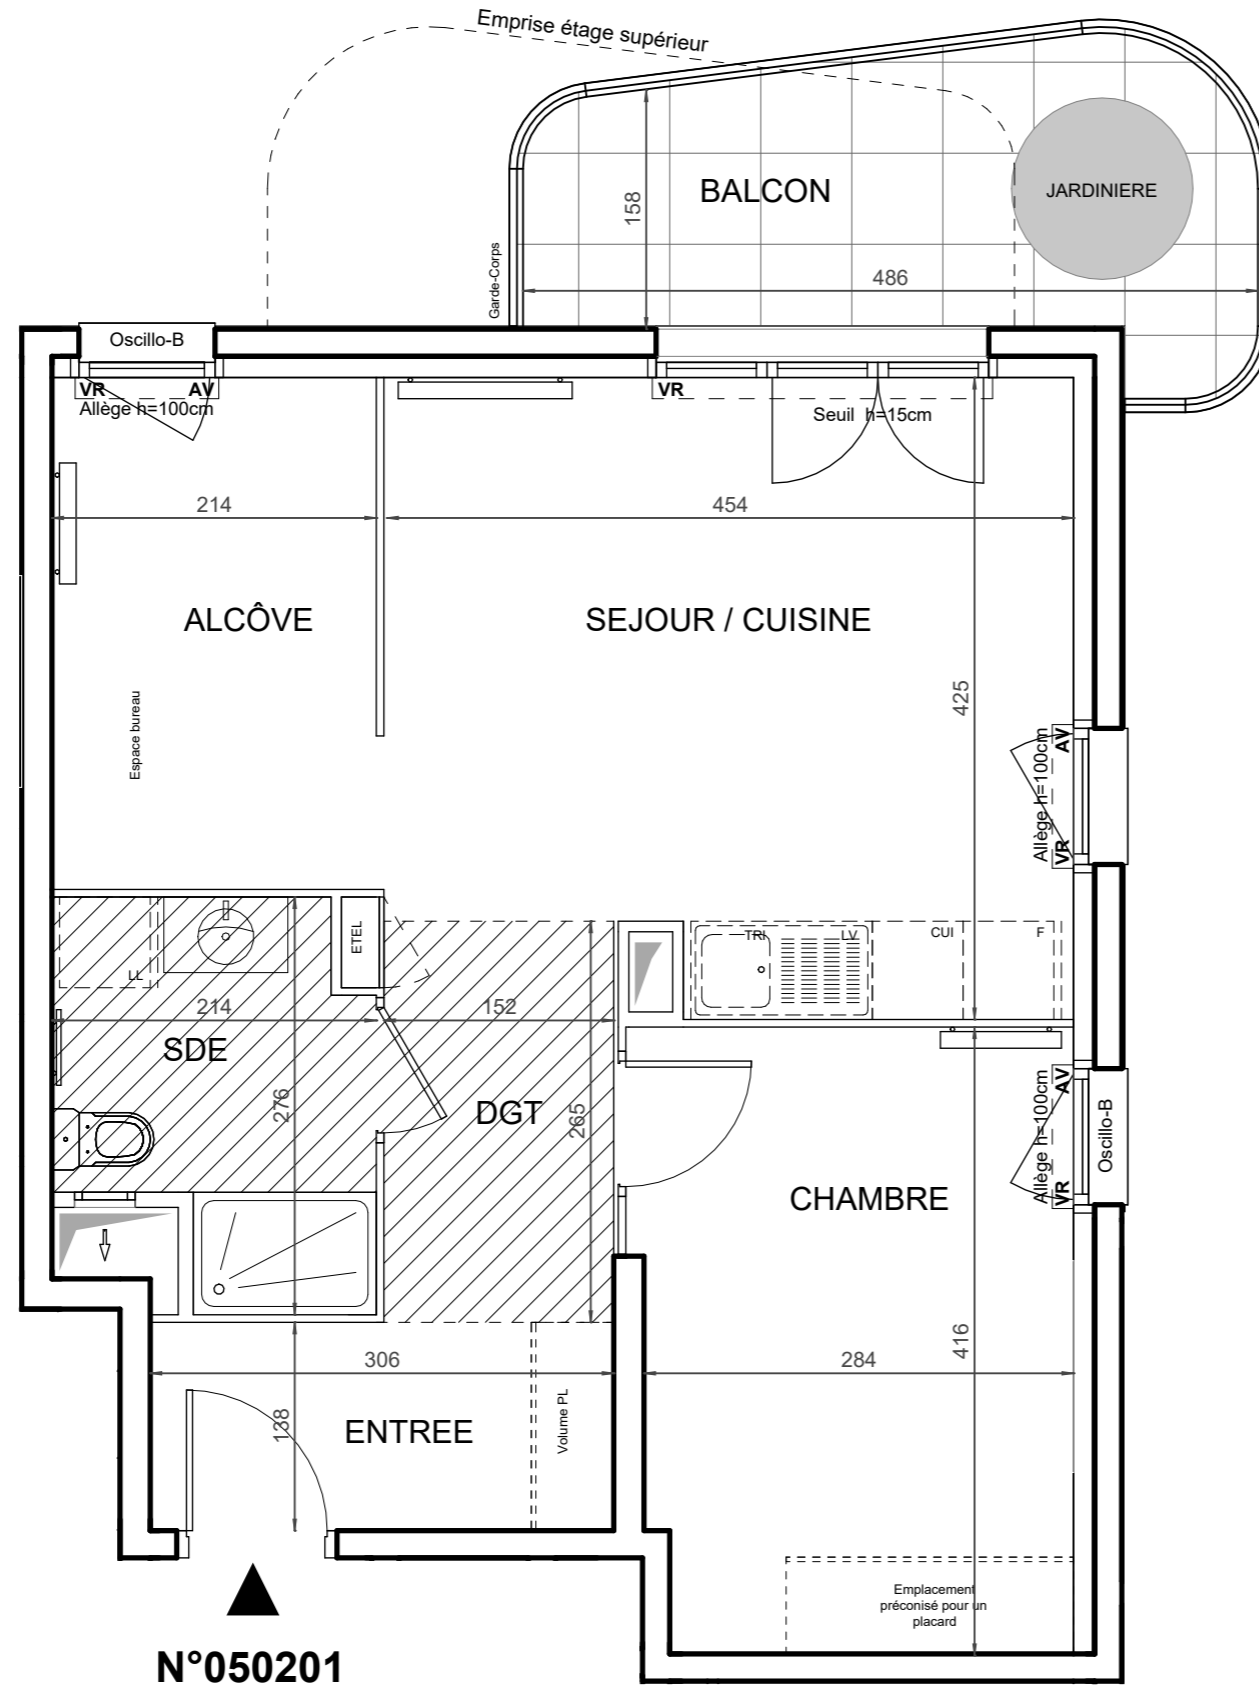 Emprise étage supérieur
BALCON
JARDINIERE
158
486
Garde-Corps
Oscillo-B
VR AV
Allège h=100cm
VR
Seuil h=15cm
214
454
ALCÔVE
SEJOUR / CUISINE
Espace bureau
425
AV
Allège h=100cm
VR
ETEL
TRI
LV
CUI
F
LL
214
152
SDE
276
DGT
265
AV
Allège h=100cm
VR
Oscillo-B
CHAMBRE
306
284
416
138
ENTREE
Volume PL
Emplacement
préconisé pour un
placard
N°050201